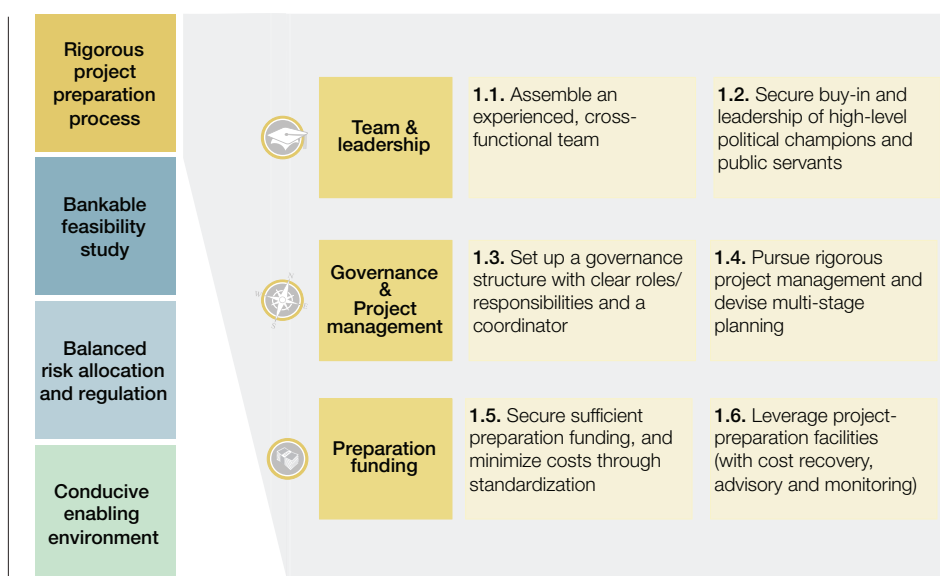 Rigorous
project
preparation
process
Bankable
feasibility
study
Balanced
risk allocation
and regulation
Conducive
enabling
environment
Team &
leadership
1.1. Assemble an
experienced, cross-
functional team
1.2. Secure buy-in and
leadership of high-level
political champions and
public servants
N
W
E
S
Governance
&
Project
management
1.3. Set up a governance
structure with clear roles/
responsibilities and a
coordinator
1.4. Pursue rigorous
project management and
devise multi-stage
planning
Preparation
funding
1.5. Secure sufficient
preparation funding, and
minimize costs through
standardization
1.6. Leverage project-
preparation facilities
(with cost recovery,
advisory and monitoring)